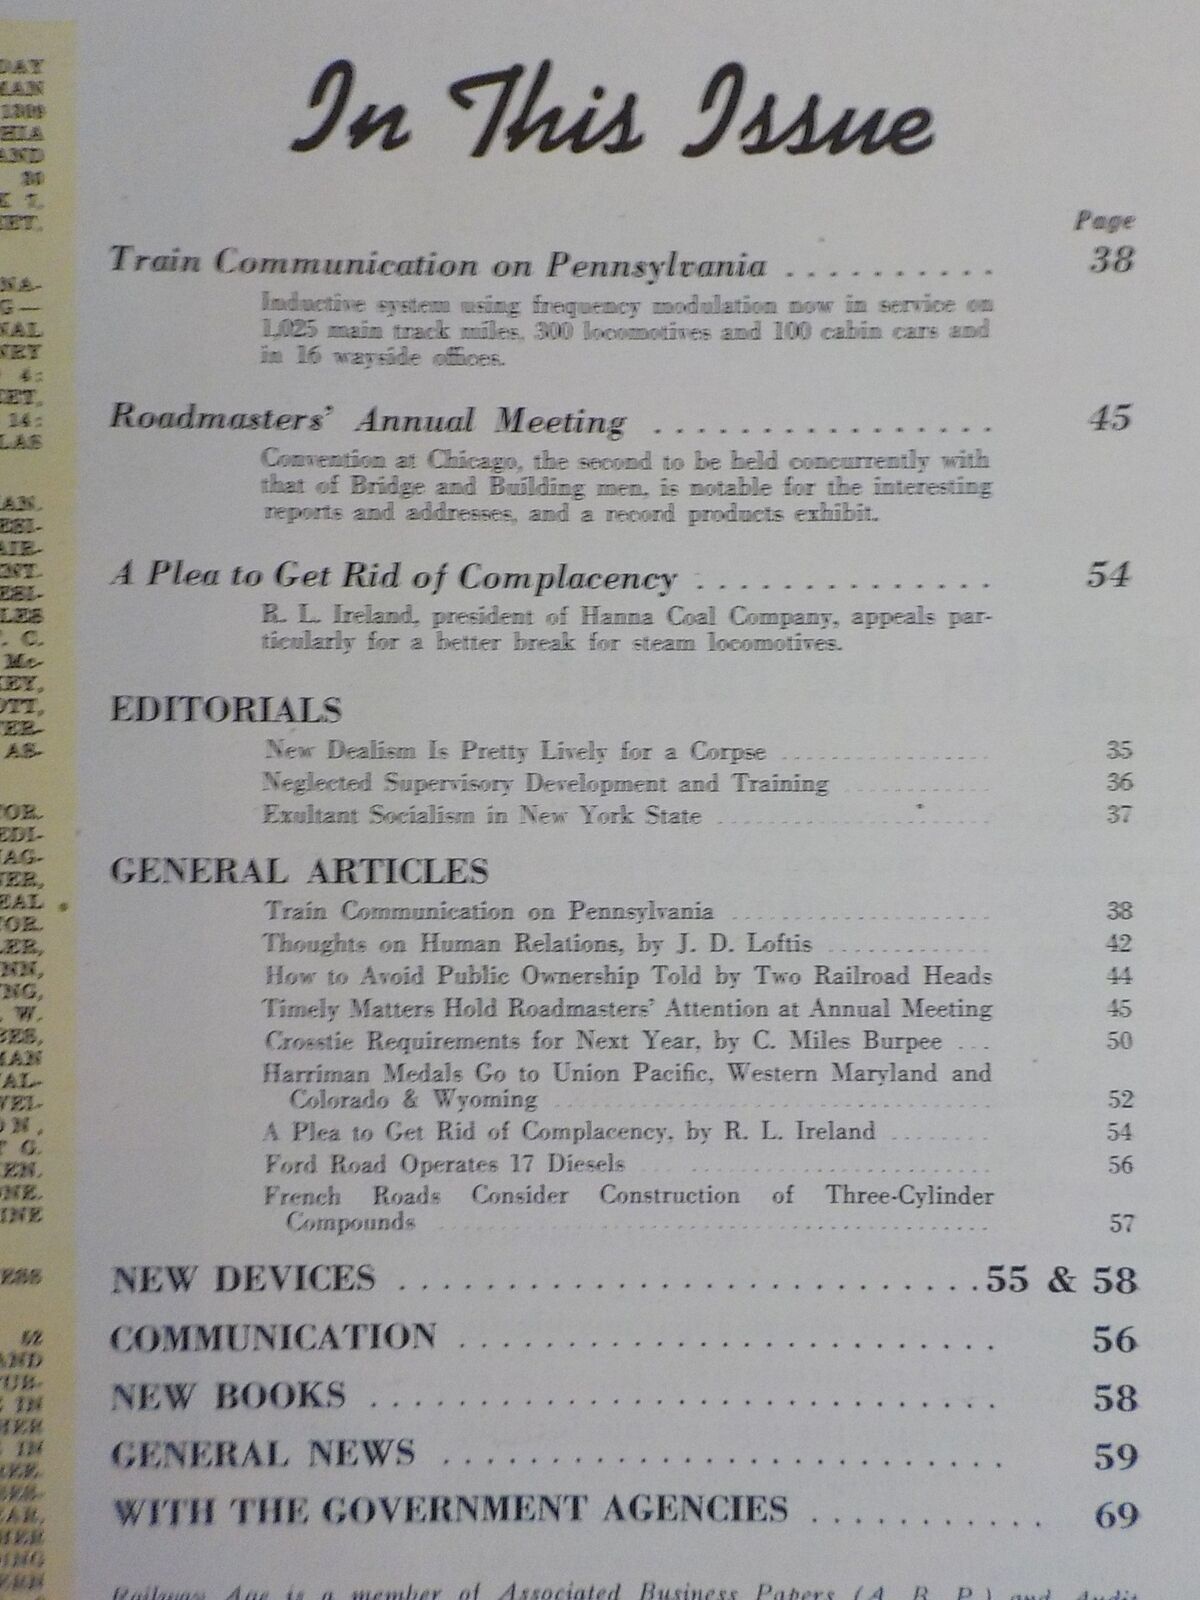 In This Issue
Page
Train Communication on Pennsylvania .......... 38
Inductive system using frequency modulation now in service on
1,025 main track miles, 300 locomotives and 100 cabin cars and
in 16 wayside offices.
Roadmasters' Annual Meeting ................ 45
Convention at Chicago, the second to be held concurrently with
that of Bridge and Building men, is notable for the interesting
reports and addresses, and a record products exhibit.
A Plea to Get Rid of Complacency .............. 54
R. L. Ireland, president of Hanna Coal Company, appeals par-
ticularly for a better break for steam locomotives.
EDITORIALS
New Dealism Is Pretty Lively for a Corpse .................... 35
Neglected Supervisory Development and Training ............. 36
Exultant Socialism in New York State ......................... 37
GENERAL ARTICLES
Train Communication on Pennsylvania ....................... 38
Thoughts on Human Relations, by J. D. Loftis .............. 42
How to Avoid Public Ownership Told by Two Railroad Heads 44
Timely Matters Hold Roadmasters' Attention at Annual Meeting 45
Crosstie Requirements for Next Year, by C. Miles Burpee ... 50
Harriman Medals Go to Union Pacific, Western Maryland and
Colorado & Wyoming ........................................ 52
A Plea to Get Rid of Complacency, by R. L. Ireland ........ 54
Ford Road Operates 17 Diesels ............................... 56
French Roads Consider Construction of Three-Cylinder
Compounds ................................................. 57
NEW DEVICES ............................55 & 58
COMMUNICATION .......................... 56
NEW BOOKS .............................. 58
GENERAL NEWS ........................... 59
WITH THE GOVERNMENT AGENCIES ............ 69
Railway Age is a member of Associated Business Papers (A. B. P.) and Audit